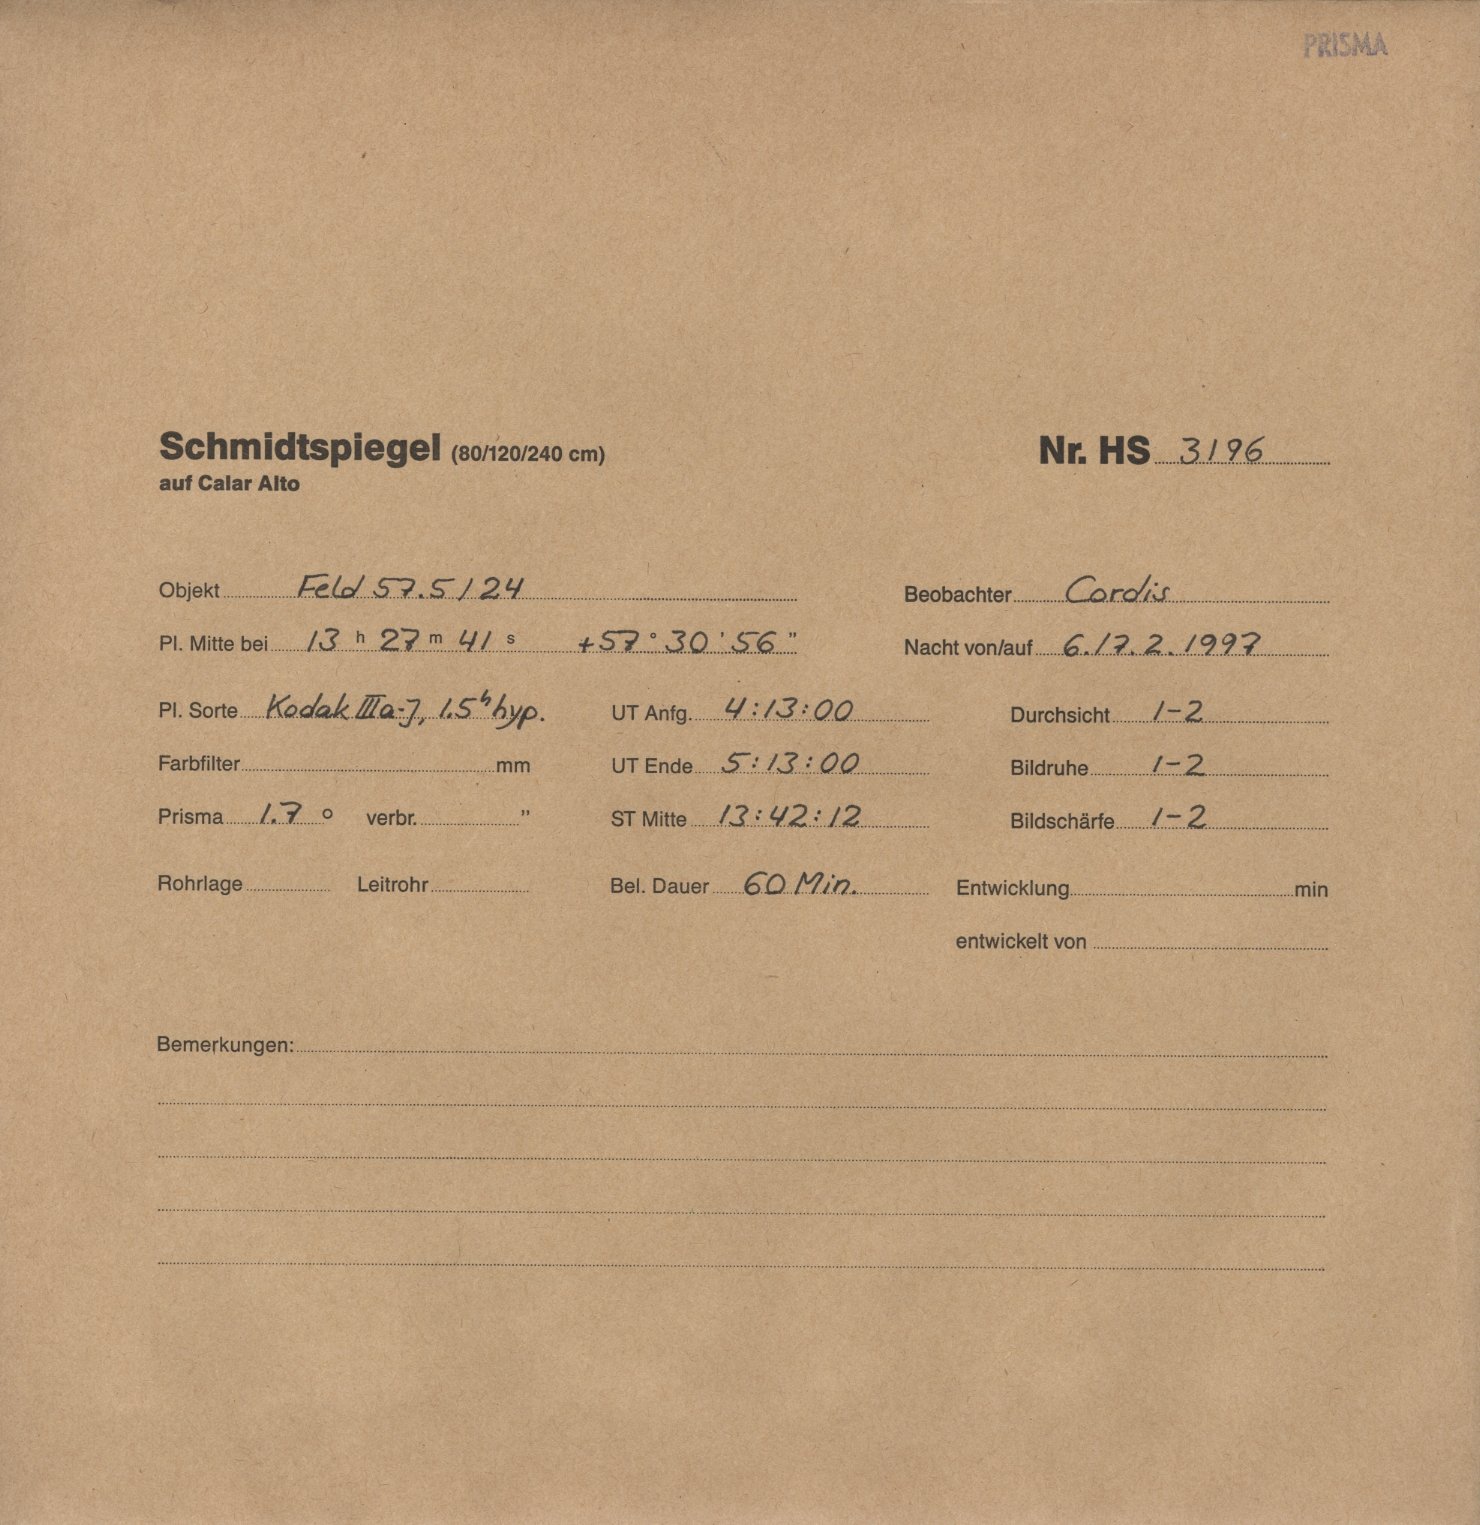 PRISMA
Schmidtspiegel (80/120/240 cm) Nr. HS 3196
auf Calar Alto
Objekt Feld 57.5/24 Beobachter Cordis
Pl. Mitte bei 13 h 27 m 41 s +57° 30' 56" Nacht von/auf 6./7.2.1997
Pl. Sorte Kodak IIIa-J, 1.5h hyp. UT Anfg. 4:13:00 Durchsicht 1-2
Farbfilter mm UT Ende 5:13:00 Bildruhe 1-2
Prisma 1.7 ° verbr. " ST Mitte 13:42:12 Bildschärfe 1-2
Rohrlage Leitrohr Bel. Dauer 60 Min. Entwicklung min
entwickelt von
Bemerkungen: